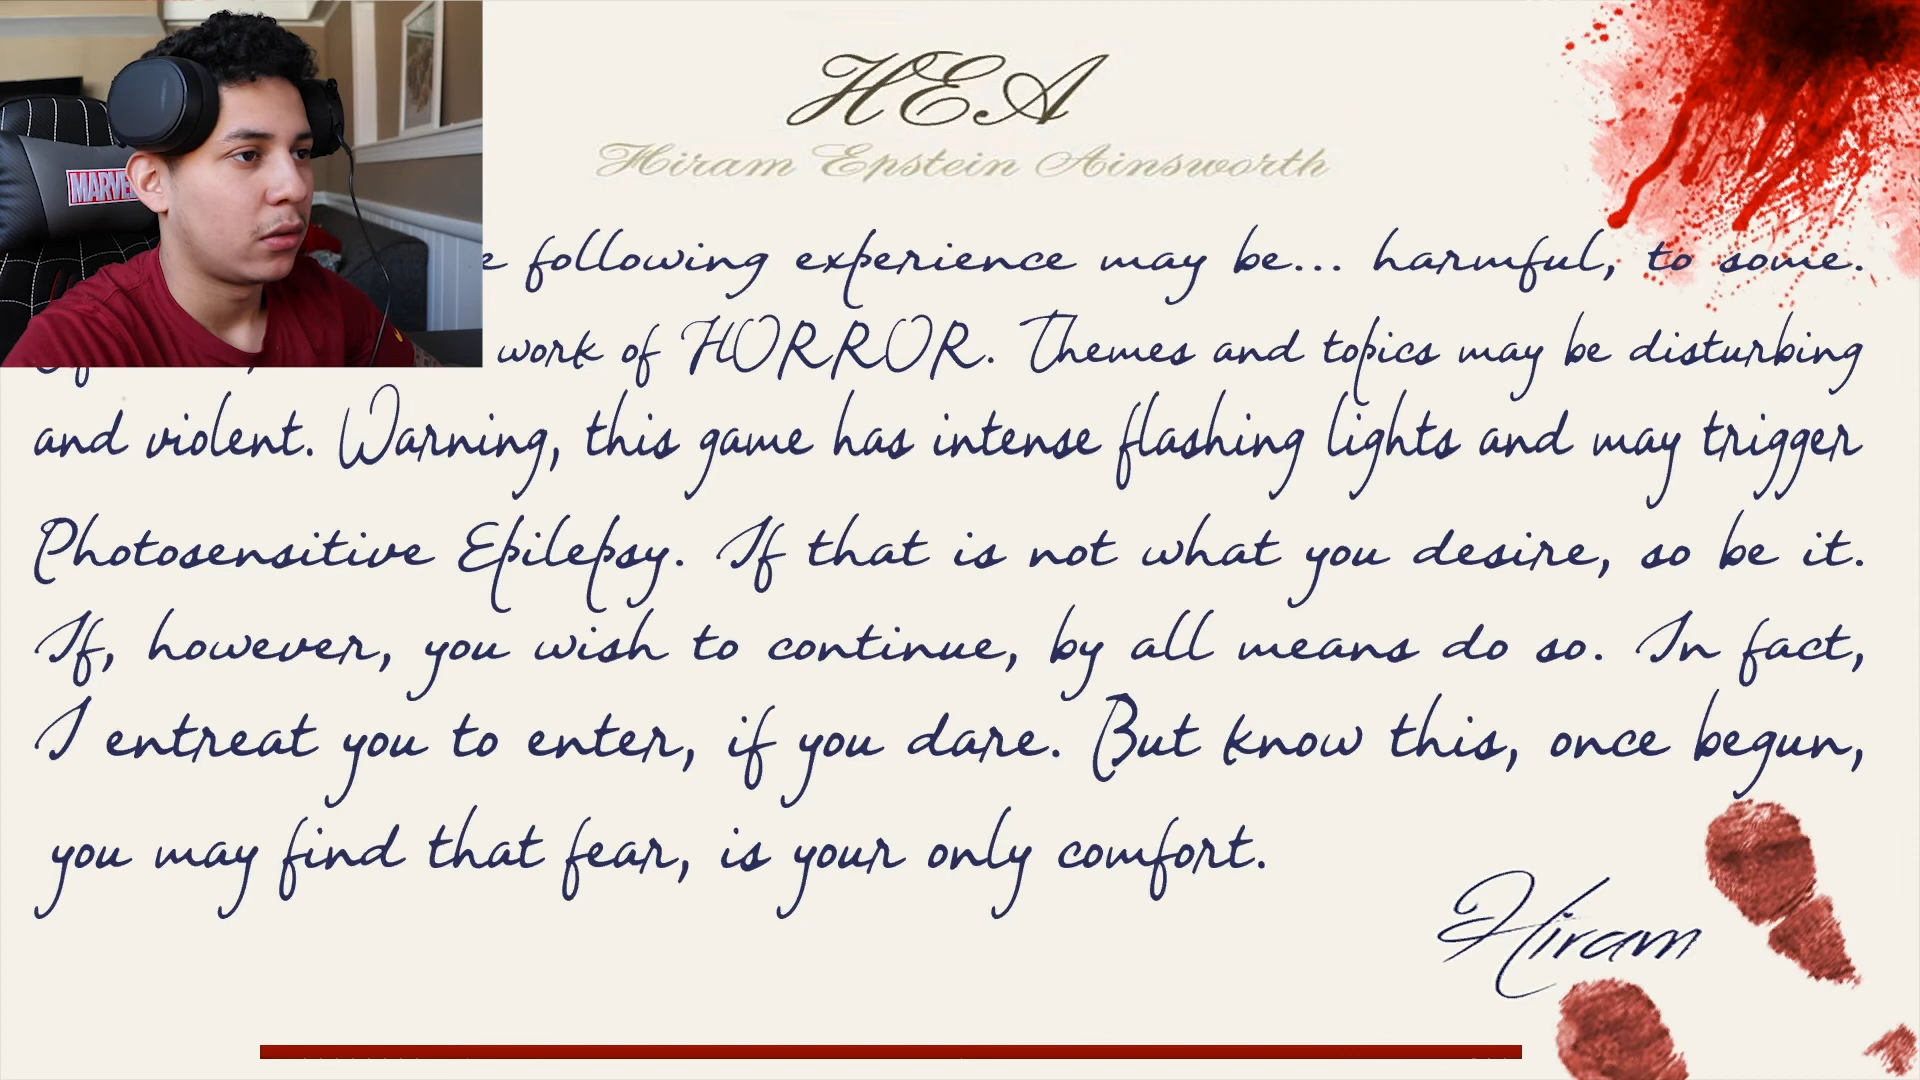 HEA
Hiram Epstein Ainsworth
following experience may be... harmful, to some.
work of HORROR. Themes and topics may be disturbing
and violent. Warning, this game has intense flashing lights and may trigger
Photosensitive Epilepsy. If that is not what you desire, so be it.
If, however, you wish to continue, by all means do so. In fact,
I entreat you to enter, if you dare. But know this, once begun,
you may find that fear, is your only comfort.
Hiram